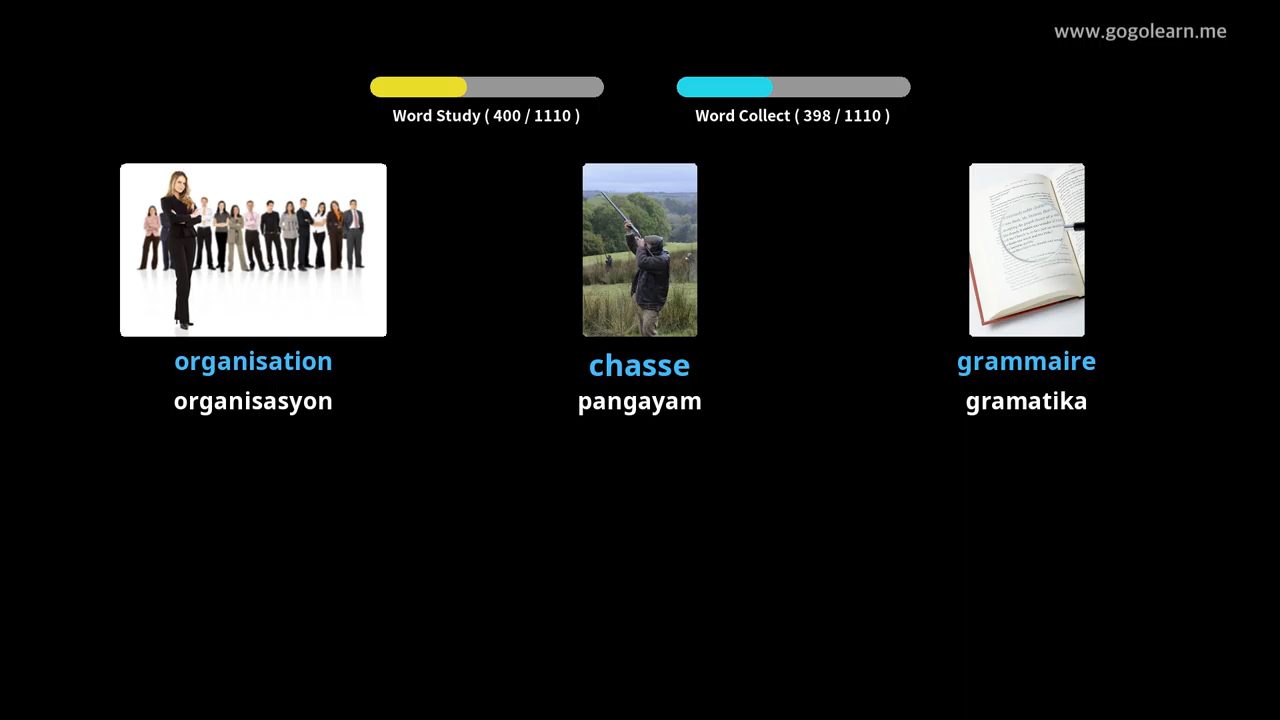 www.gogolearn.me
Word Study ( 400 / 1110 )
Word Collect ( 398 / 1110 )
organisation
organisasyon
chasse
pangayam
grammaire
gramatika